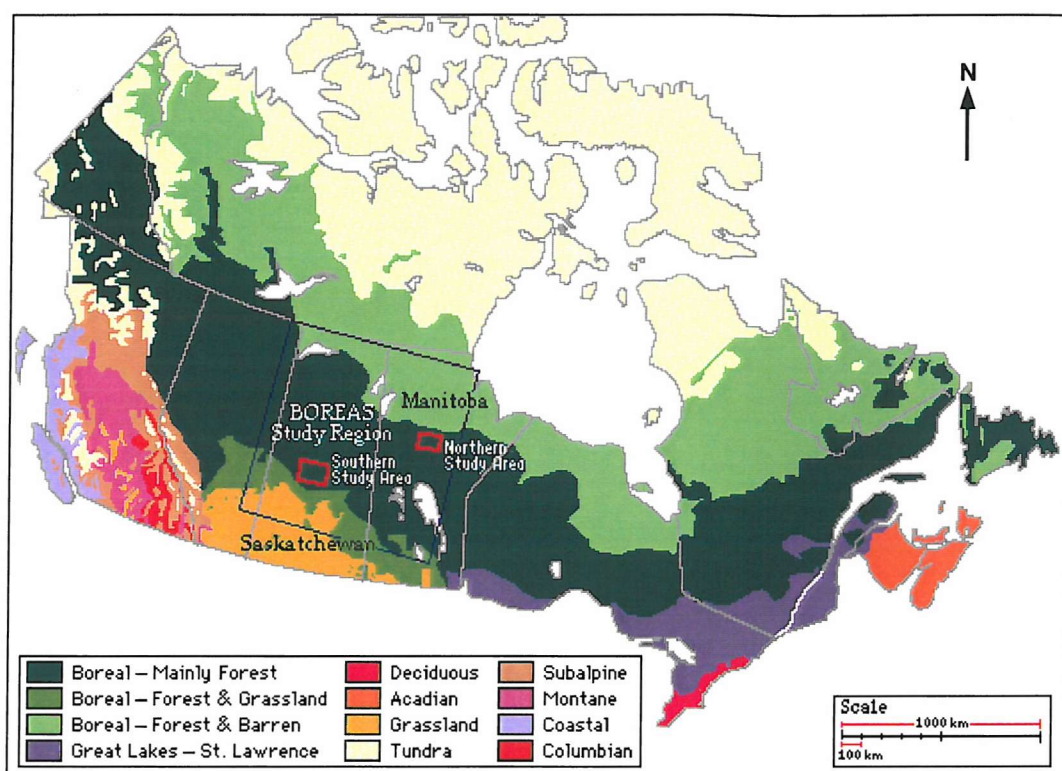 N
Manitoba
BOREAS
Study Region
Northern
Study Area
Southern
Study Area
Saskatchewan
Boreal – Mainly Forest
Boreal – Forest & Grassland
Boreal – Forest & Barren
Great Lakes – St. Lawrence
Deciduous
Acadian
Grassland
Tundra
Subalpine
Montane
Coastal
Columbian
Scale
1000 km
100 km